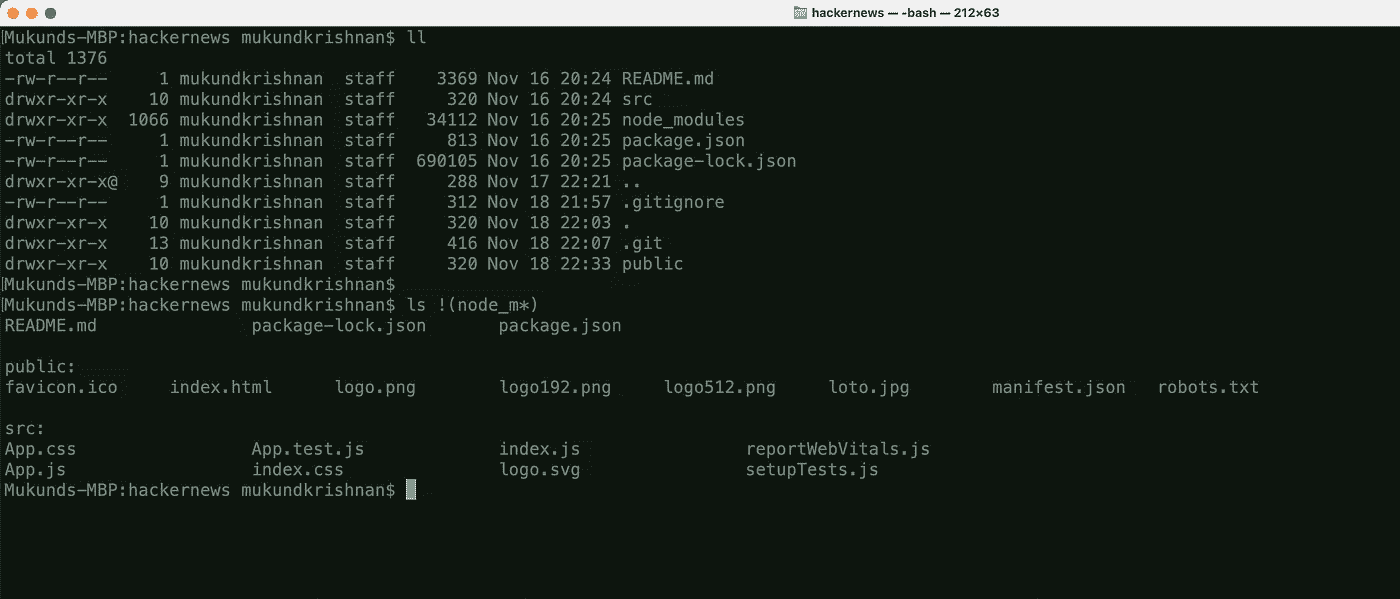 hackernews — -bash — 212×63
Mukunds-MBP:hackernews mukundkrishnan$ ll
total 1376
-rw-r--r--     1 mukundkrishnan  staff    3369 Nov 16 20:24 README.md
drwxr-xr-x    10 mukundkrishnan  staff     320 Nov 16 20:24 src
drwxr-xr-x  1066 mukundkrishnan  staff   34112 Nov 16 20:25 node_modules
-rw-r--r--     1 mukundkrishnan  staff     813 Nov 16 20:25 package.json
-rw-r--r--     1 mukundkrishnan  staff  690105 Nov 16 20:25 package-lock.json
drwxr-xr-x@    9 mukundkrishnan  staff     288 Nov 17 22:21 ..
-rw-r--r--     1 mukundkrishnan  staff     312 Nov 18 21:57 .gitignore
drwxr-xr-x    10 mukundkrishnan  staff     320 Nov 18 22:03 .
drwxr-xr-x    13 mukundkrishnan  staff     416 Nov 18 22:07 .git
drwxr-xr-x    10 mukundkrishnan  staff     320 Nov 18 22:33 public
Mukunds-MBP:hackernews mukundkrishnan$
Mukunds-MBP:hackernews mukundkrishnan$ ls !(node_m*)
README.md               package-lock.json       package.json
public:
favicon.ico     index.html      logo.png        logo192.png     logo512.png     loto.jpg        manifest.json   robots.txt
src:
App.css                 App.test.js             index.js                reportWebVitals.js
App.js                  index.css               logo.svg                setupTests.js
Mukunds-MBP:hackernews mukundkrishnan$